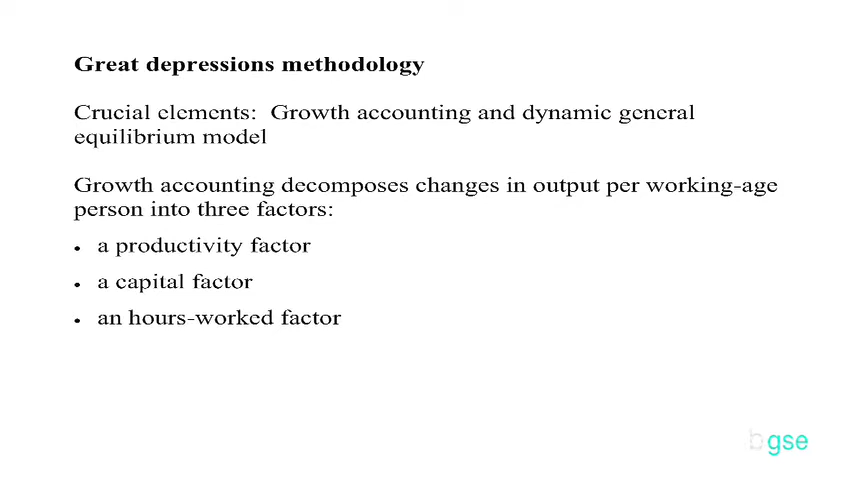 Great depressions methodology
Crucial elements:  Growth accounting and dynamic general
equilibrium model
Growth accounting decomposes changes in output per working-age
person into three factors:
• a productivity factor
• a capital factor
• an hours-worked factor
bgse